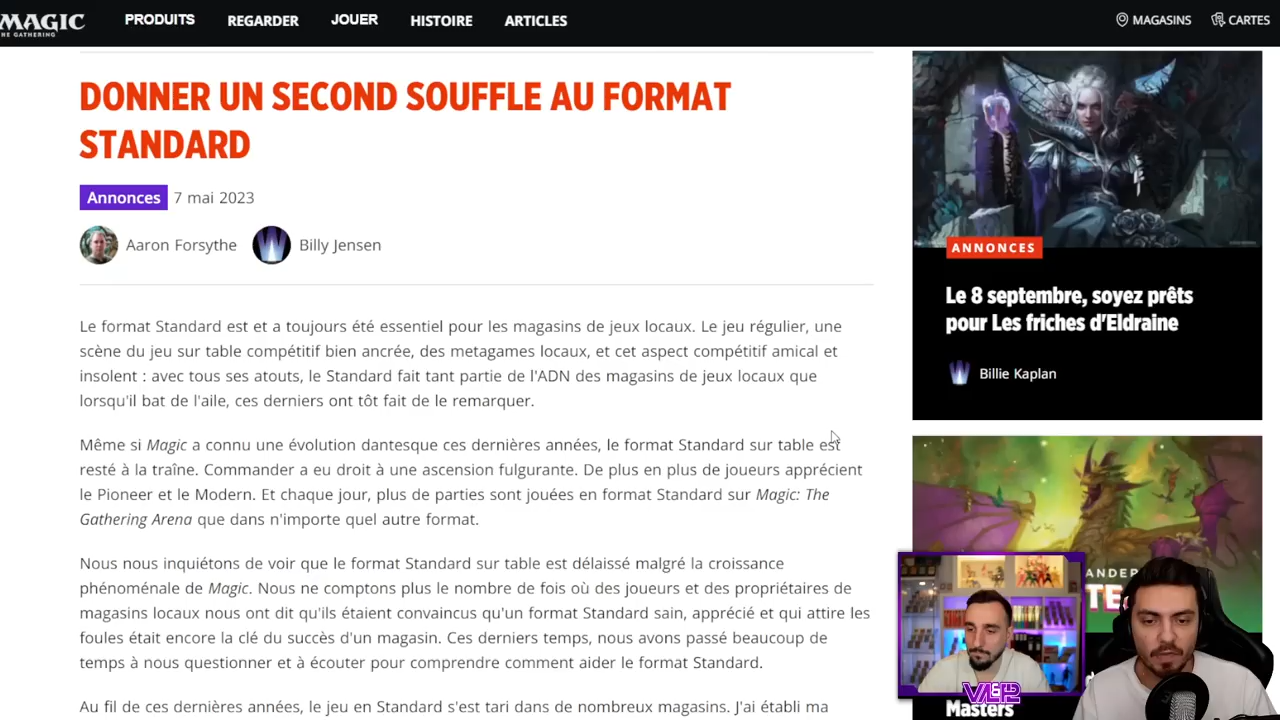 MAGIC
THE GATHERING
PRODUITS
REGARDER
JOUER
HISTOIRE
ARTICLES
MAGASINS
CARTES
DONNER UN SECOND SOUFFLE AU FORMAT
STANDARD
Annonces 7 mai 2023
Aaron Forsythe
Billy Jensen
Le format Standard est et a toujours été essentiel pour les magasins de jeux locaux. Le jeu régulier, une
scène du jeu sur table compétitif bien ancrée, des metagames locaux, et cet aspect compétitif amical et
insolent : avec tous ses atouts, le Standard fait tant partie de l'ADN des magasins de jeux locaux que
lorsqu'il bat de l'aile, ces derniers ont tôt fait de le remarquer.
Même si Magic a connu une évolution dantesque ces dernières années, le format Standard sur table est
resté à la traîne. Commander a eu droit à une ascension fulgurante. De plus en plus de joueurs apprécient
le Pioneer et le Modern. Et chaque jour, plus de parties sont jouées en format Standard sur Magic: The
Gathering Arena que dans n'importe quel autre format.
Nous nous inquiétons de voir que le format Standard sur table est délaissé malgré la croissance
phénoménale de Magic. Nous ne comptons plus le nombre de fois où des joueurs et des propriétaires de
magasins locaux nous ont dit qu'ils étaient convaincus qu'un format Standard sain, apprécié et qui attire les
foules était encore la clé du succès d'un magasin. Ces derniers temps, nous avons passé beaucoup de
temps à nous questionner et à écouter pour comprendre comment aider le format Standard.
Au fil de ces dernières années, le jeu en Standard s'est tari dans de nombreux magasins. J'ai établi ma
ANNONCES
Le 8 septembre, soyez prêts
pour Les friches d'Eldraine
Billie Kaplan
Masters